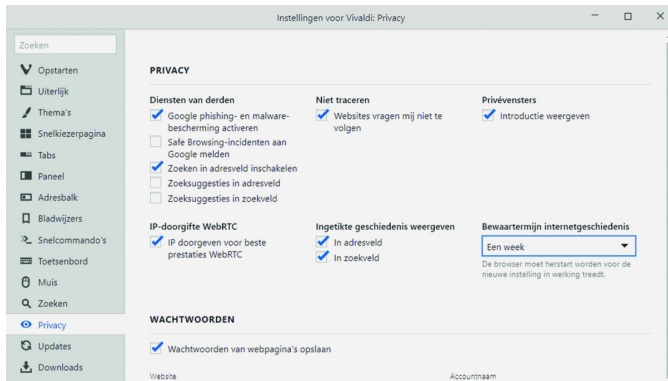 Instellingen voor Vivaldi: Privacy
Zoeken
Opstarten
Uiterlijk
Thema's
Snelkiezerpagina
Tabs
Paneel
Adresbalk
Bladwijzers
Snelcommando's
Toetsenbord
Muis
Zoeken
Privacy
Updates
Downloads
PRIVACY
Diensten van derden
Google phishing- en malware-
bescherming activeren
Safe Browsing-incidenten aan
Google melden
Zoeken in adresveld inschakelen
Zoeksuggesties in adresveld
Zoeksuggesties in zoekveld
Niet traceren
Websites vragen mij niet te
volgen
Privévensters
Introductie weergeven
IP-doorgifte WebRTC
IP doorgeven voor beste
prestaties WebRTC
Ingetikte geschiedenis weergeven
In adresveld
In zoekveld
Bewaartermijn internetgeschiedenis
Een week
De browser moet herstart worden voor de
nieuwe instelling in werking treedt.
WACHTWOORDEN
Wachtwoorden van webpagina's opslaan
Website
Accountnaam